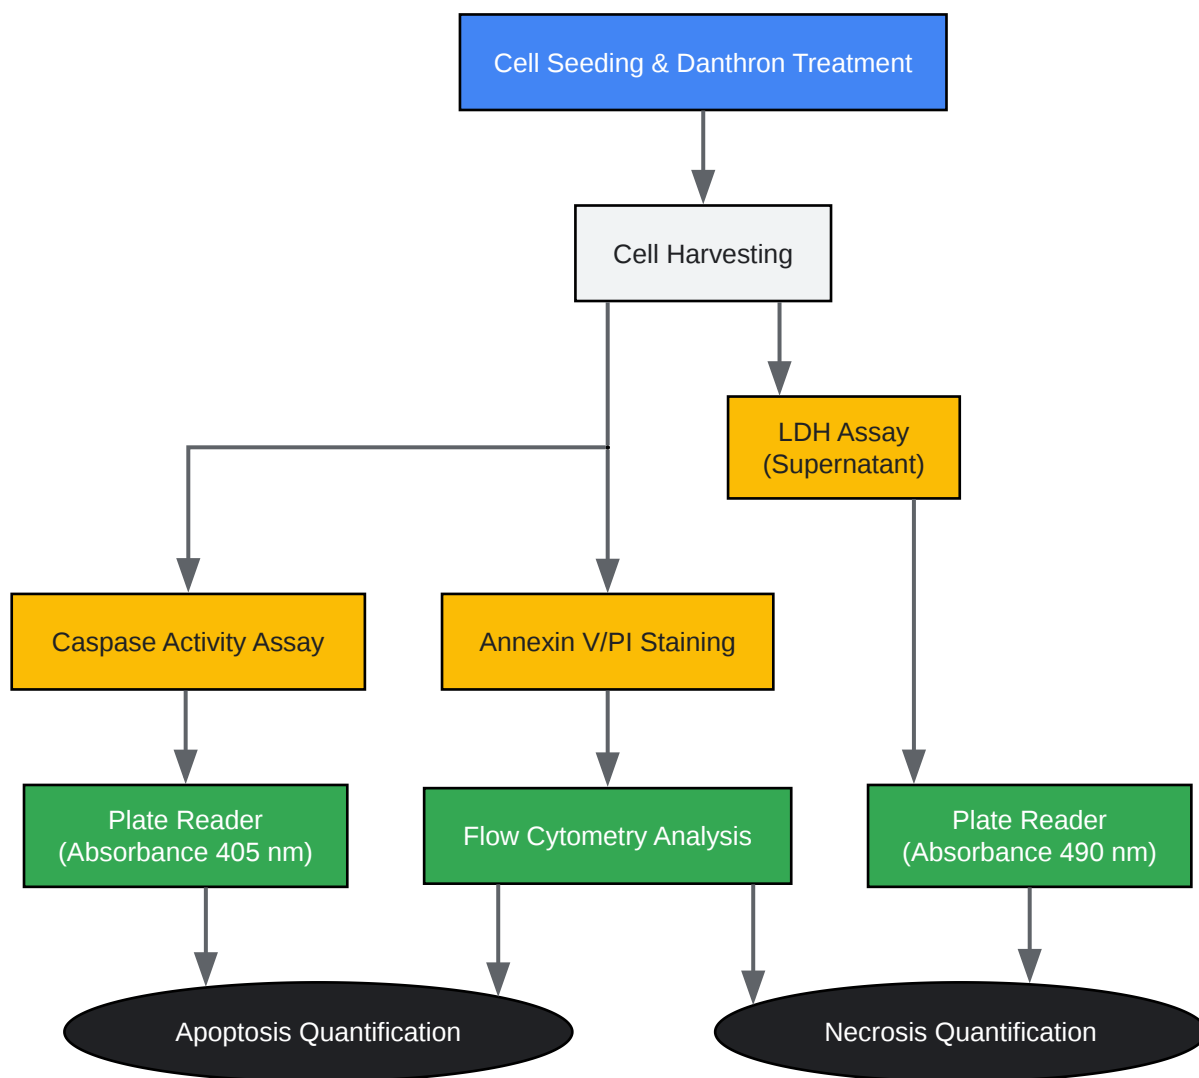 Cell Seeding & Danthron Treatment
Cell Harvesting
LDH Assay
(Supernatant)
Caspase Activity Assay
Annexin V/PI Staining
Plate Reader
(Absorbance 405 nm)
Flow Cytometry Analysis
Plate Reader
(Absorbance 490 nm)
Apoptosis Quantification
Necrosis Quantification